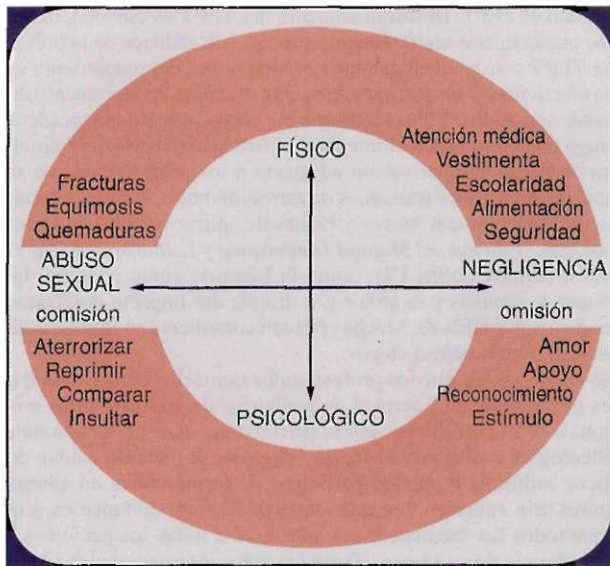 FÍSICO
Fracturas
Equimosis
Quemaduras
Atención médica
Vestimenta
Escolaridad
Alimentación
Seguridad
ABUSO
SEXUAL
comisión
NEGLIGENCIA
omisión
Aterrorizar
Reprimir
Comparar
Insultar
PSICOLÓGICO
Amor
Apoyo
Reconocimiento
Estímulo